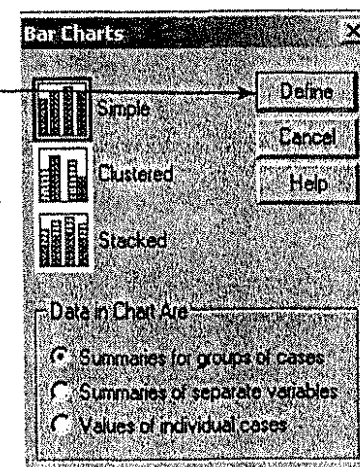 Bar Charts
Simple
Clustered
Stacked
Define
Cancel
Help
Data in Chart Are
Summaries for groups of cases
Summaries of separate variables
Values of individual cases